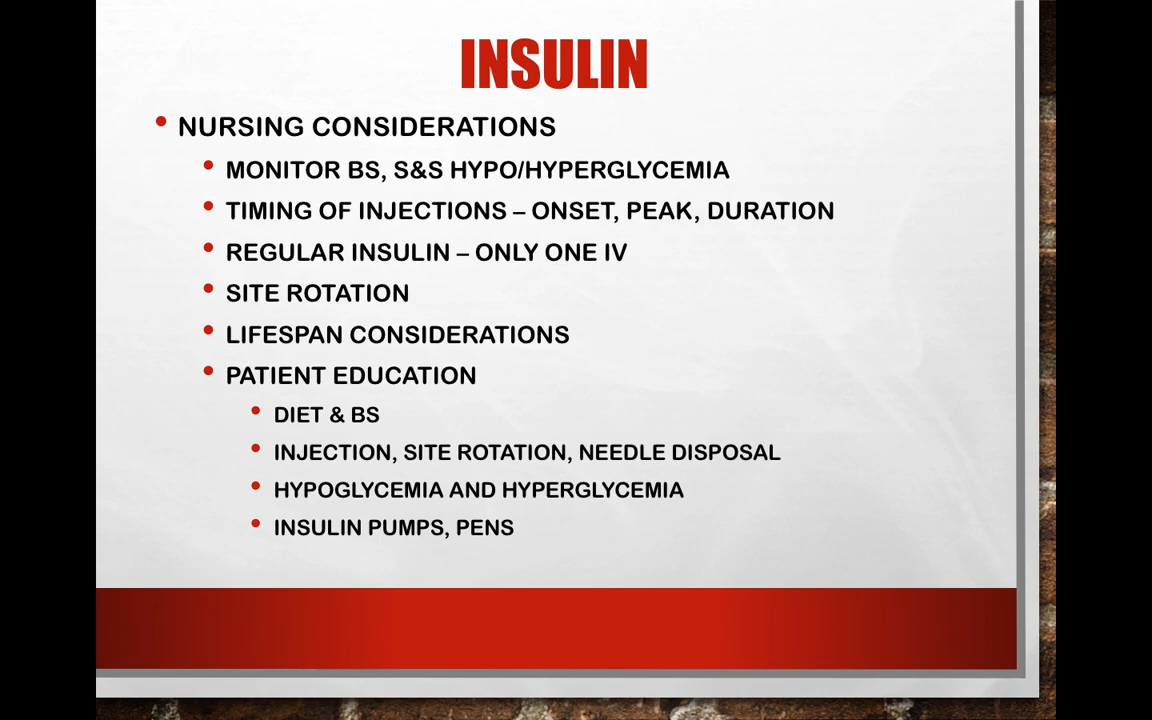 INSULIN
• NURSING CONSIDERATIONS
• MONITOR BS, S&S HYPO/HYPERGLYCEMIA
• TIMING OF INJECTIONS – ONSET, PEAK, DURATION
• REGULAR INSULIN – ONLY ONE IV
• SITE ROTATION
• LIFESPAN CONSIDERATIONS
• PATIENT EDUCATION
• DIET & BS
• INJECTION, SITE ROTATION, NEEDLE DISPOSAL
• HYPOGLYCEMIA AND HYPERGLYCEMIA
• INSULIN PUMPS, PENS